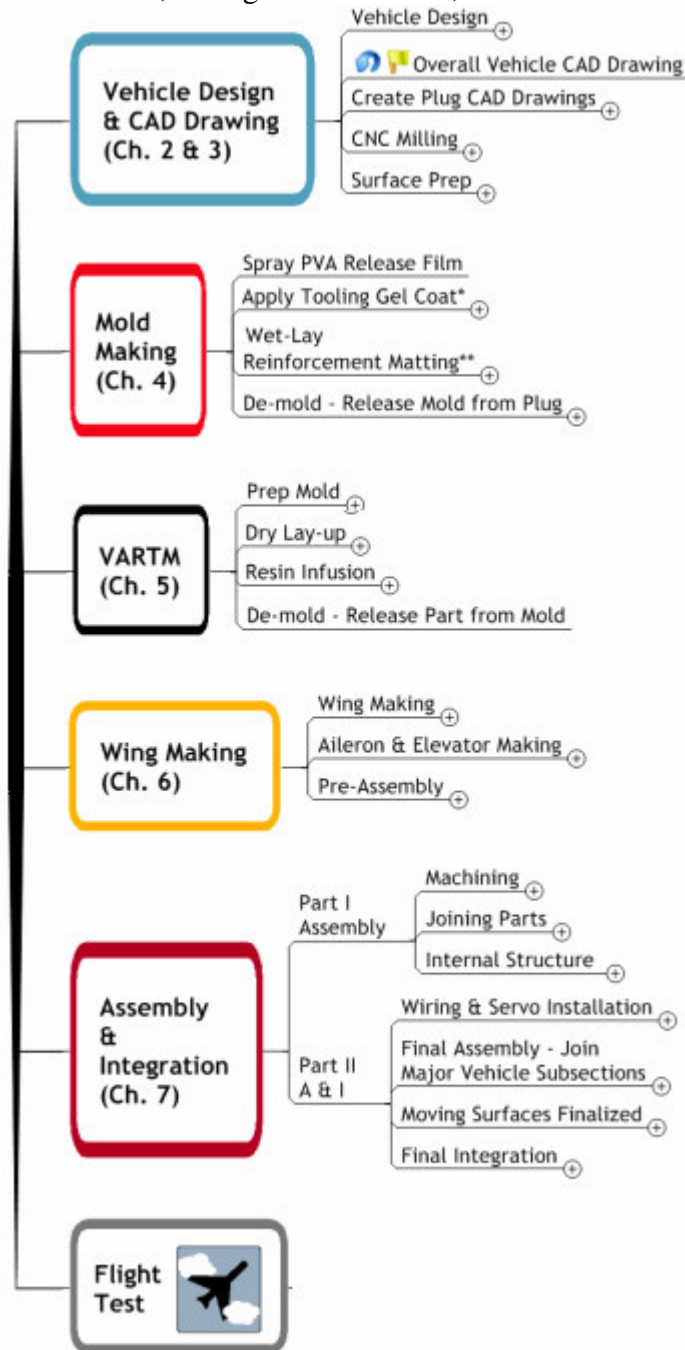 Vehicle Design
& CAD Drawing
(Ch. 2 & 3)
Vehicle Design
Overall Vehicle CAD Drawing
Create Plug CAD Drawings
CNC Milling
Surface Prep
Mold
Making
(Ch. 4)
Spray PVA Release Film
Apply Tooling Gel Coat*
Wet-Lay
Reinforcement Matting**
De-mold - Release Mold from Plug
VARTM
(Ch. 5)
Prep Mold
Dry Lay-up
Resin Infusion
De-mold - Release Part from Mold
Wing Making
(Ch. 6)
Wing Making
Aileron & Elevator Making
Pre-Assembly
Assembly
&
Integration
(Ch. 7)
Part I
Assembly
Machining
Joining Parts
Internal Structure
Part II
A & I
Wiring & Servo Installation
Final Assembly - Join
Major Vehicle Subsections
Moving Surfaces Finalized
Final Integration
Flight
Test